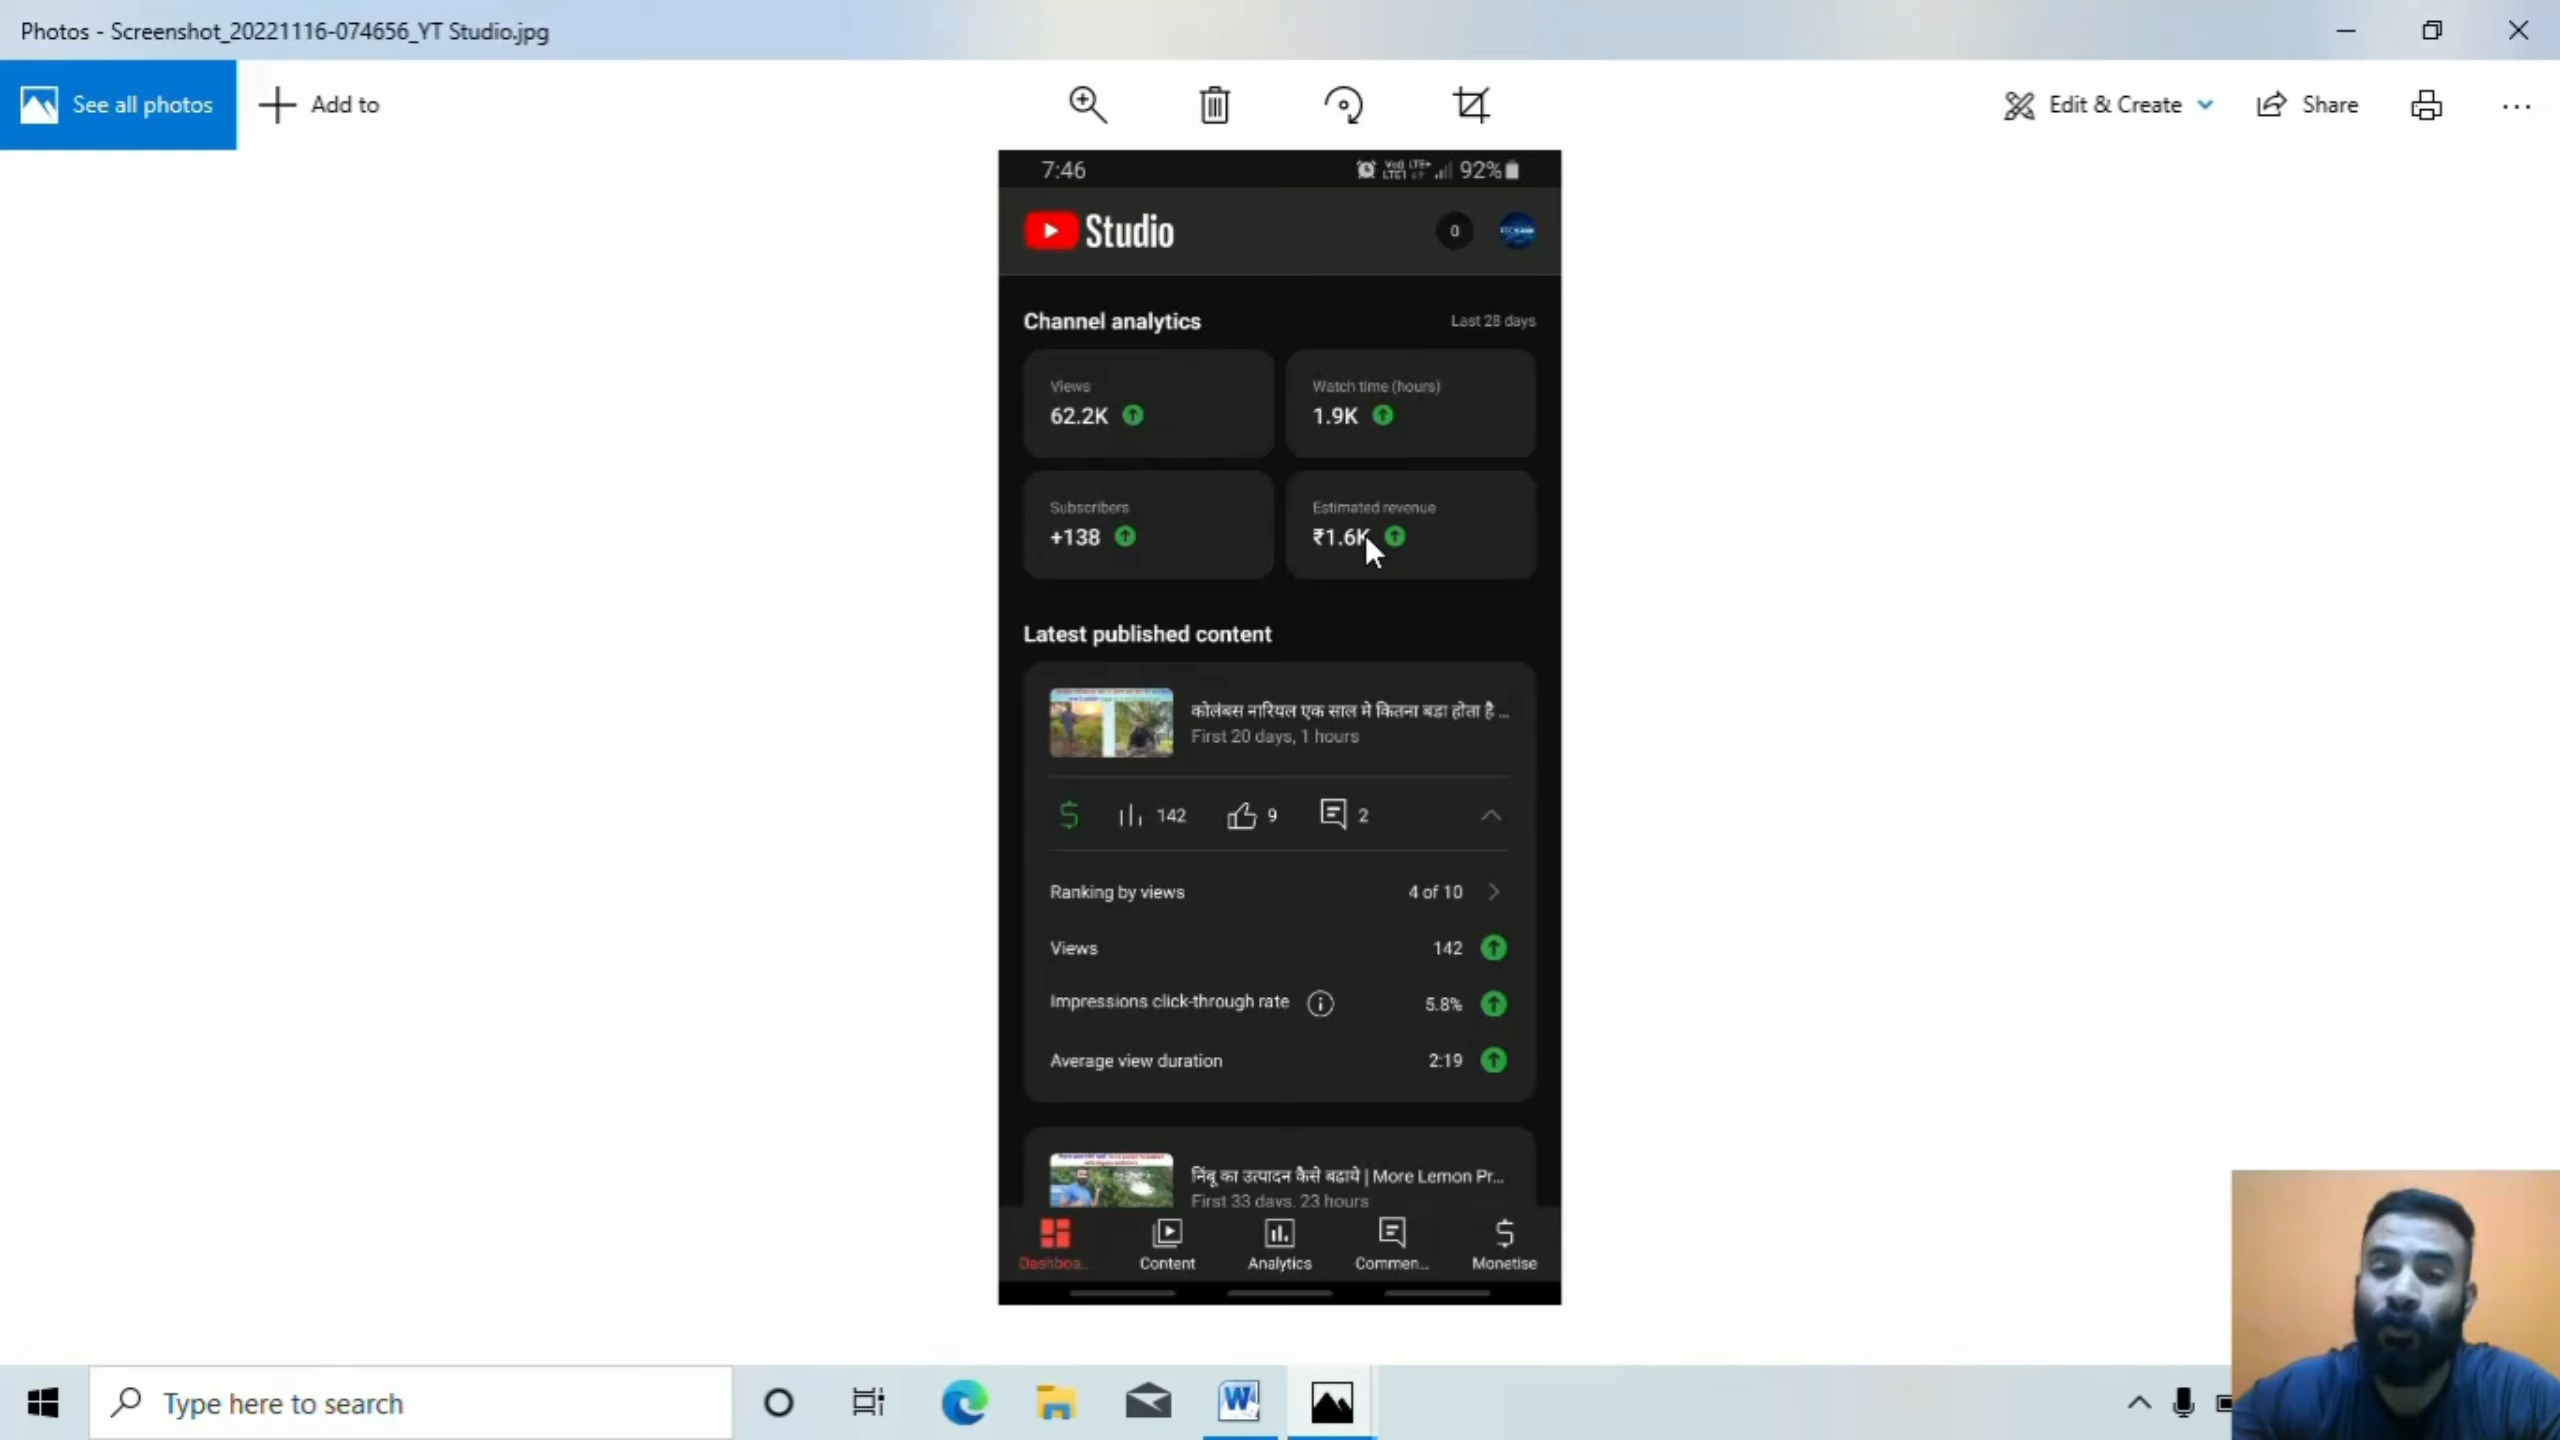 Photos - Screenshot_20221116-074656_YT Studio.jpg
See all photos
Add to
Edit & Create
Share
7:46
92%
Studio
0
Channel analytics
Last 28 days
Views
62.2K
Watch time (hours)
1.9K
Subscribers
+138
Estimated revenue
₹1.6K
Latest published content
कोलंबस नारियल एक साल मे कितना बडा होता है ...
First 20 days, 1 hours
142
9
2
Ranking by views
4 of 10
Views
142
Impressions click-through rate
5.8%
Average view duration
2:19
निंबू का उत्पादन कैसे बढाये | More Lemon Pr...
First 33 days, 23 hours
Dashboa..
Content
Analytics
Commen...
Monetise
Type here to search